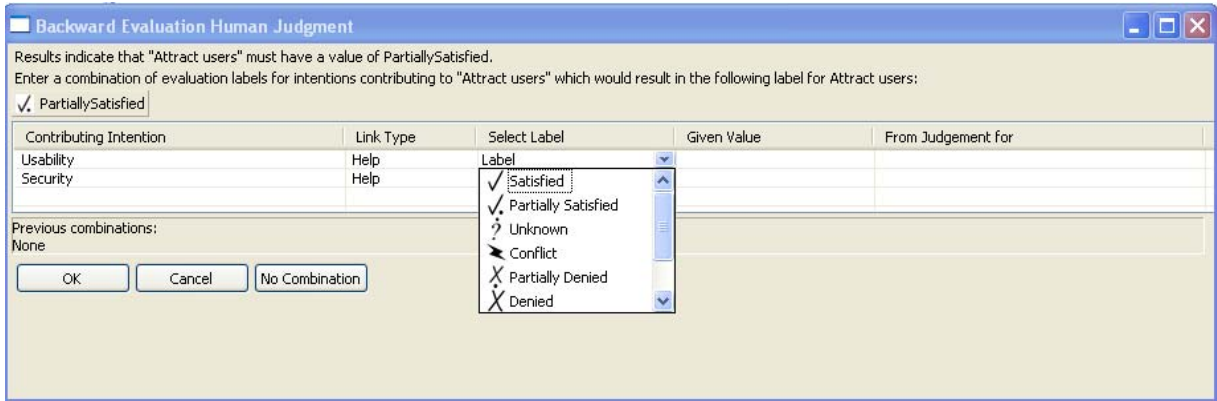 Backward Evaluation Human Judgment
Results indicate that "Attract users" must have a value of PartiallySatisfied.
Enter a combination of evaluation labels for intentions contributing to "Attract users" which would result in the following label for Attract users:
PartiallySatisfied
Contributing Intention Link Type Select Label Given Value From Judgement for
Usability Help Label
Security Help
Satisfied
Partially Satisfied
Unknown
Conflict
Partially Denied
Denied
Previous combinations:
None
OK Cancel No Combination